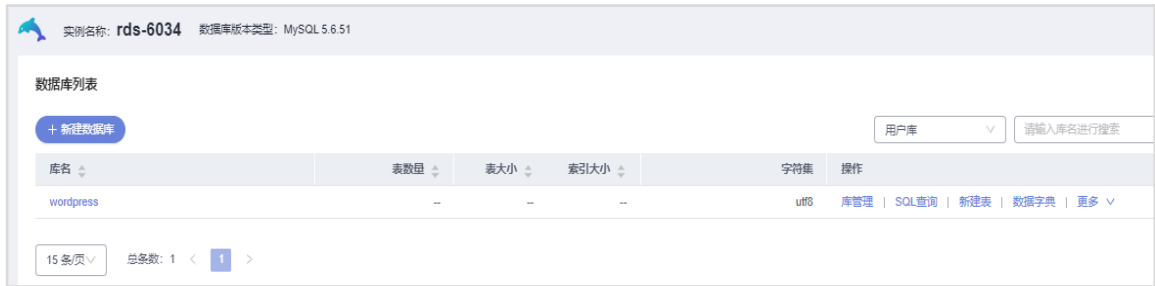 实例名称：rds-6034 数据库版本类型：MySQL 5.6.51
数据库列表
+ 新建数据库 用户库 请输入库名进行搜索
库名 表数量 表大小 索引大小 字符集 操作
wordpress -- -- -- utf8 库管理 | SQL查询 | 新建表 | 数据字典 | 更多
15 条/页 总条数：1 < 1 >